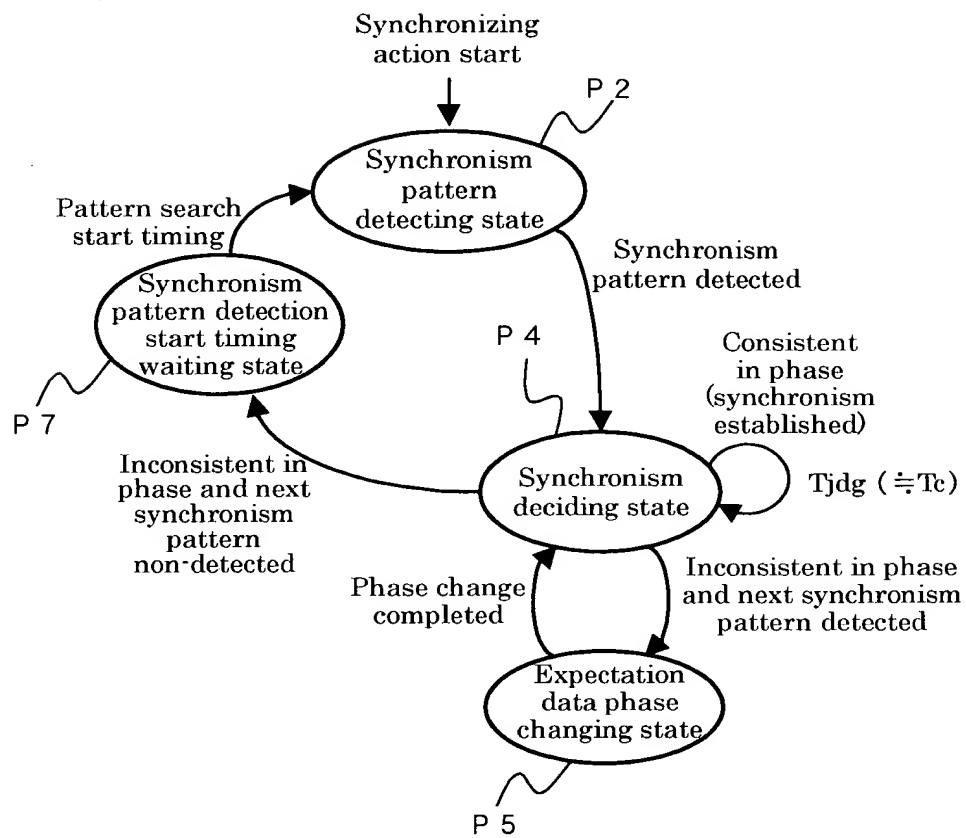 Synchronizing
action start
P 2
Synchronism
pattern
detecting state
Pattern search
start timing
Synchronism
pattern detected
Synchronism
pattern detection
start timing
waiting state
P 7
P 4
Consistent
in phase
(synchronism
established)
Tjdg (≒Tc)
Inconsistent in
phase and next
synchronism
pattern
non-detected
Synchronism
deciding state
Phase change
completed
Inconsistent in phase
and next synchronism
pattern detected
Expectation
data phase
changing state
P 5